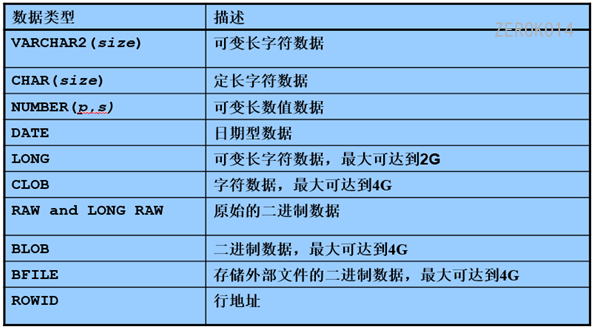 数据类型 描述
ZEROK014
VARCHAR2(size) 可变长字符数据
CHAR(size) 定长字符数据
NUMBER(p,s) 可变长数值数据
DATE 日期型数据
LONG 可变长字符数据，最大可达到2G
CLOB 字符数据，最大可达到4G
RAW and LONG RAW 原始的二进制数据
BLOB 二进制数据，最大可达到4G
BFILE 存储外部文件的二进制数据，最大可达到4G
ROWID 行地址